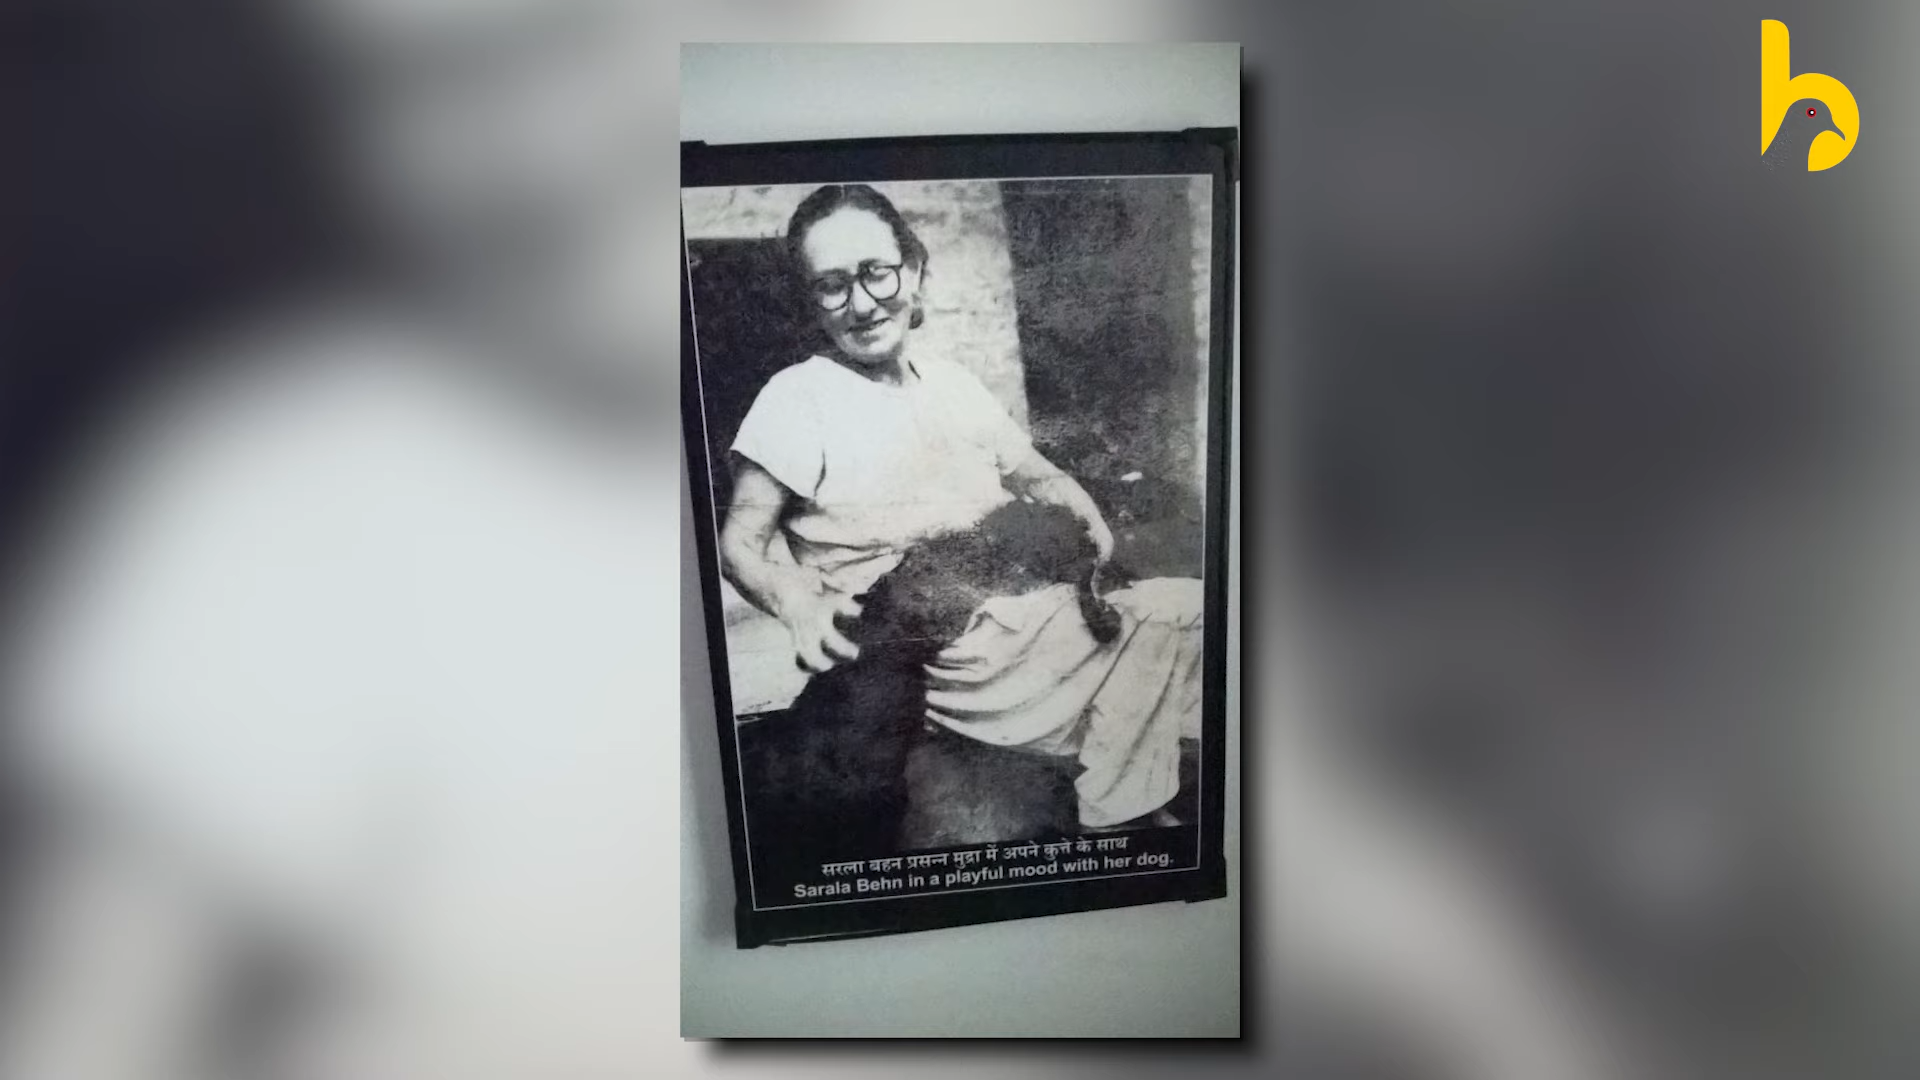 सरला बहन प्रसन्न मुद्रा में अपने कुत्ते के साथ
Sarala Behn in a playful mood with her dog.